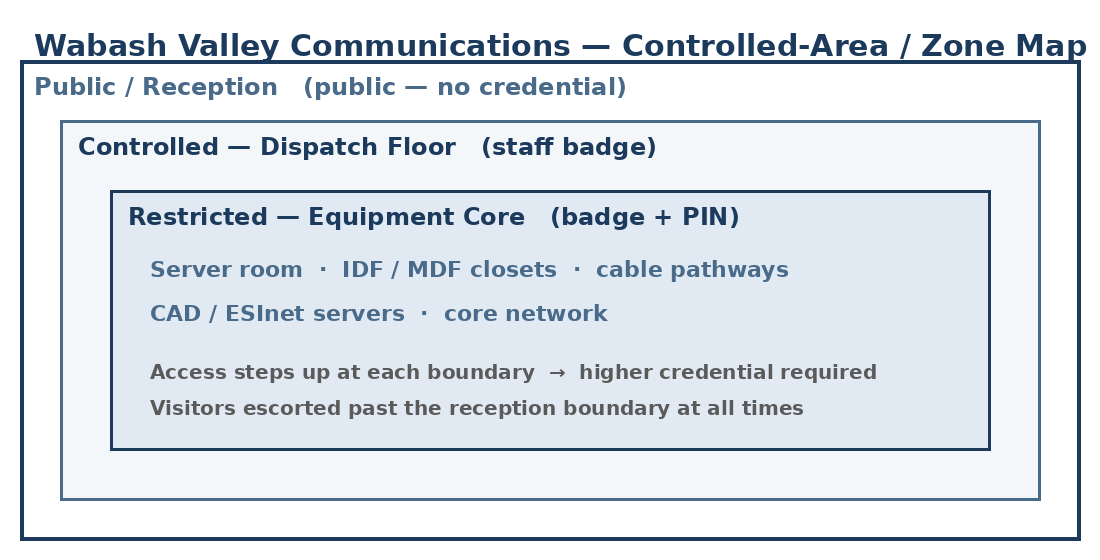 Wabash Valley Communications — Controlled-Area / Zone Map
Public / Reception (public — no credential)
Controlled — Dispatch Floor (staff badge)
Restricted — Equipment Core (badge + PIN)
Server room · IDF / MDF closets · cable pathways
CAD / ESInet servers · core network
Access steps up at each boundary → higher credential required
Visitors escorted past the reception boundary at all times